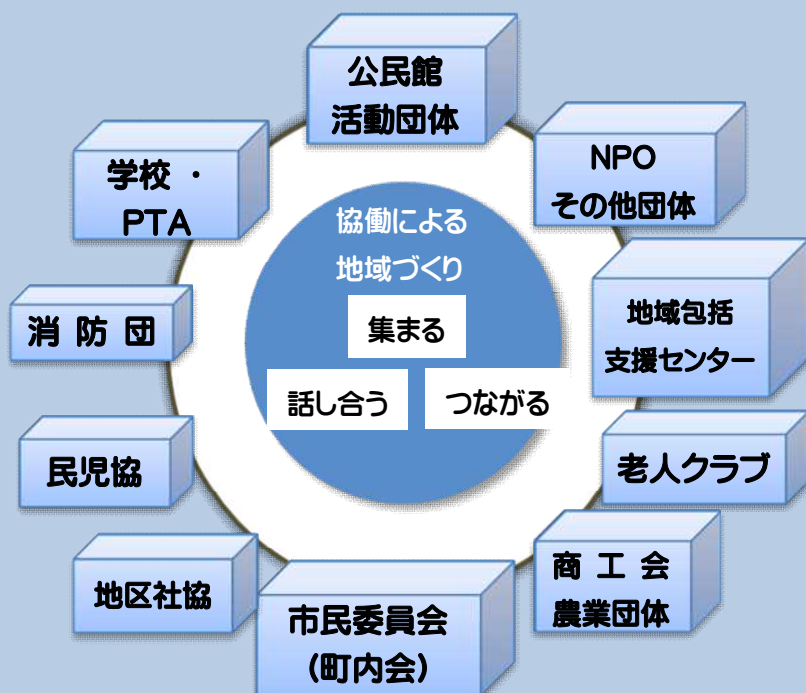 公民館
活動団体
NPO
その他団体
学校 ・
PTA
協働による
地域づくり
集まる
話し合う
つながる
地域包括
支援センター
消 防 団
老人クラブ
民児協
商 工 会
農業団体
地区社協
市民委員会
(町内会)